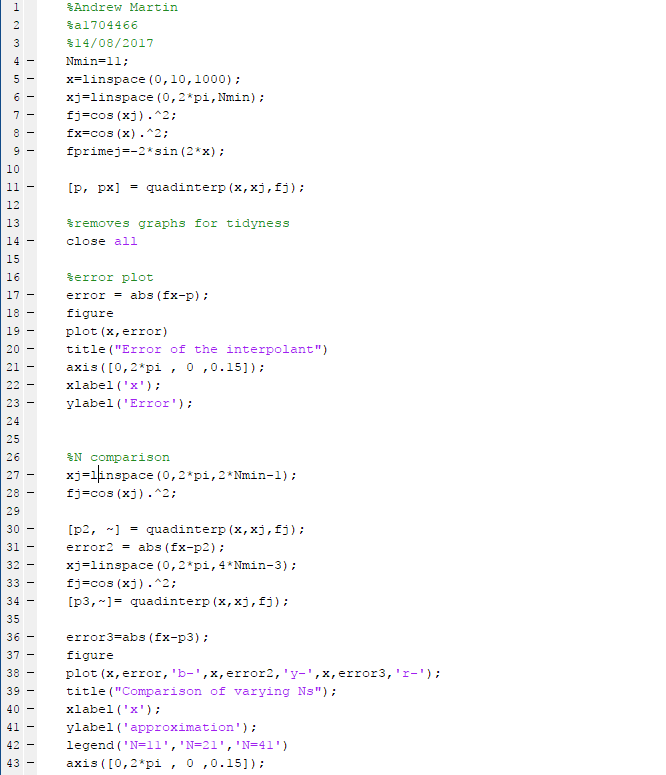 1 %Andrew Martin
2 %a1704466
3 %14/08/2017
4 - Nmin=11;
5 - x=linspace(0,10,1000);
6 - xj=linspace(0,2*pi,Nmin);
7 - fj=cos(xj).^2;
8 - fx=cos(x).^2;
9 - fprimej=-2*sin(2*x);
10
11 - [p, px] = quadinterp(x,xj,fj);
12
13 %removes graphs for tidyness
14 - close all
15
16 %error plot
17 - error = abs(fx-p);
18 - figure
19 - plot(x,error)
20 - title("Error of the interpolant")
21 - axis([0,2*pi , 0 ,0.15]);
22 - xlabel('x');
23 - ylabel('Error');
24
25
26 %N comparison
27 - xj=linspace(0,2*pi,2*Nmin-1);
28 - fj=cos(xj).^2;
29
30 - [p2, ~] = quadinterp(x,xj,fj);
31 - error2 = abs(fx-p2);
32 - xj=linspace(0,2*pi,4*Nmin-3);
33 - fj=cos(xj).^2;
34 - [p3,~]= quadinterp(x,xj,fj);
35
36 - error3=abs(fx-p3);
37 - figure
38 - plot(x,error,'b-',x,error2,'y-',x,error3,'r-');
39 - title("Comparison of varying Ns");
40 - xlabel('x');
41 - ylabel('approximation');
42 - legend('N=11','N=21','N=41')
43 - axis([0,2*pi , 0 ,0.15]);